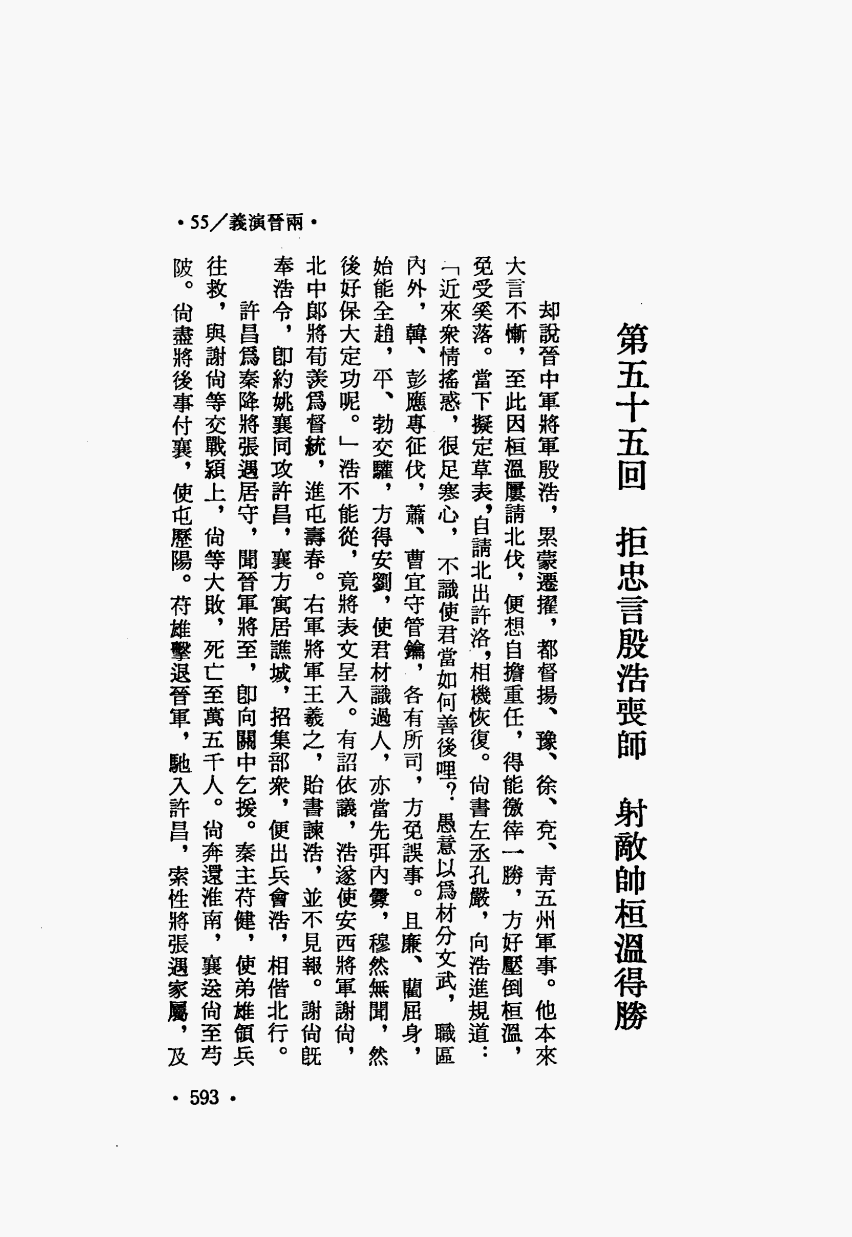 ·55／義演晉兩·
第五十五回　拒忠言殷浩喪師　射敵帥桓溫得勝
却說晉中軍將軍殷浩，累蒙遷擢，都督揚、豫、徐、兗、青五州軍事。他本來
大言不慚，至此因桓溫屢請北伐，便想自擔重任，得能徼倖一勝，方好壓倒桓溫，
免受奚落。當下擬定草表，自請北出許洛，相機恢復。尙書左丞孔嚴，向浩進規道：
「近來衆情搖惑，很足寒心，不識使君當如何善後哩？愚意以爲材分文武，職區
內外，韓、彭應專征伐，蕭、曹宜守管鑰，各有所司，方免誤事。且廉、藺屈身，
始能全趙，平、勃交驩，方得安劉，使君材識過人，亦當先弭內釁，穆然無間，然
後好保大定功呢。」浩不能從，竟將表文呈入。有詔依議，浩遂使安西將軍謝尙，
北中郞將荀羨爲督統，進屯壽春。右軍將軍王羲之，貽書諫浩，並不見報。謝尙旣
奉浩令，卽約姚襄同攻許昌，襄方寓居譙城，招集部衆，便出兵會浩，相偕北行。
許昌爲秦降將張遇居守，聞晉軍將至，卽向關中乞援。秦主苻健，使弟雄領兵
往救，與謝尙等交戰潁上，尙等大敗，死亡至萬五千人。尙奔還淮南，襄送尙至芍
陂。尙盡將後事付襄，使屯歷陽。苻雄擊退晉軍，馳入許昌，索性將張遇家屬，及
·593·